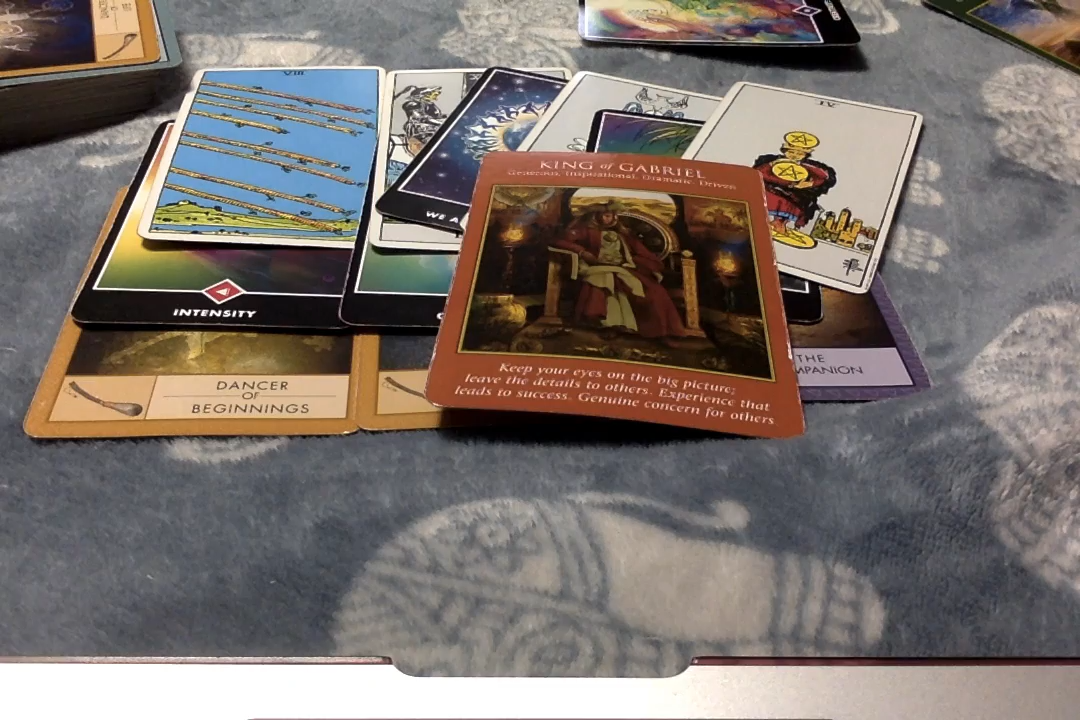 VIII
IV
KING of GABRIEL
Generous, Inspirational, Dramatic, Driven
WE A
INTENSITY
DANCER
OF
BEGINNINGS
THE
MPANION
Keep your eyes on the big picture;
leave the details to others. Experience that
leads to success. Genuine concern for others